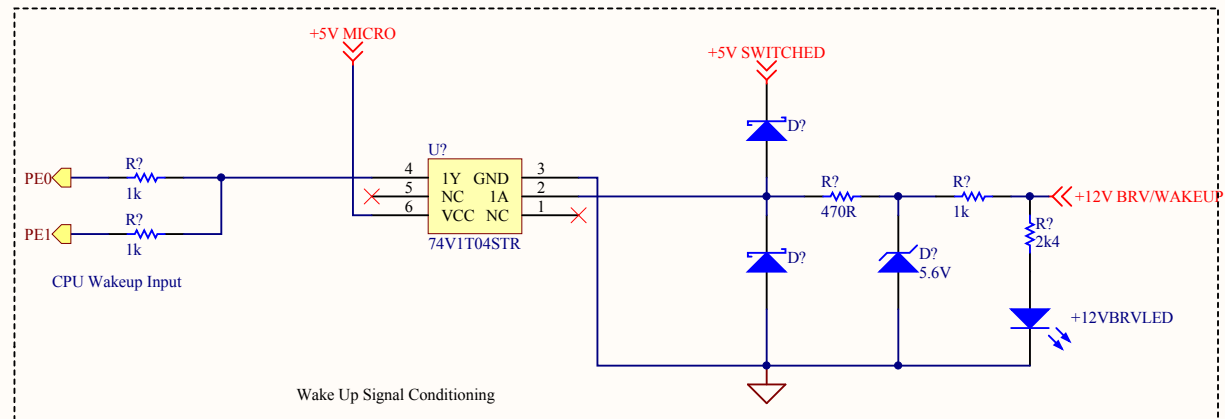 +5V MICRO
+5V SWITCHED
D?
U?
R?
PE0
1k
4
1Y
GND
3
5
NC
1A
2
6
VCC
NC
1
74V1T04STR
R?
PE1
1k
CPU Wakeup Input
R?
470R
R?
1k
+12V BRV/WAKEUP
R?
2k4
D?
D?
5.6V
+12VBRVLED
Wake Up Signal Conditioning